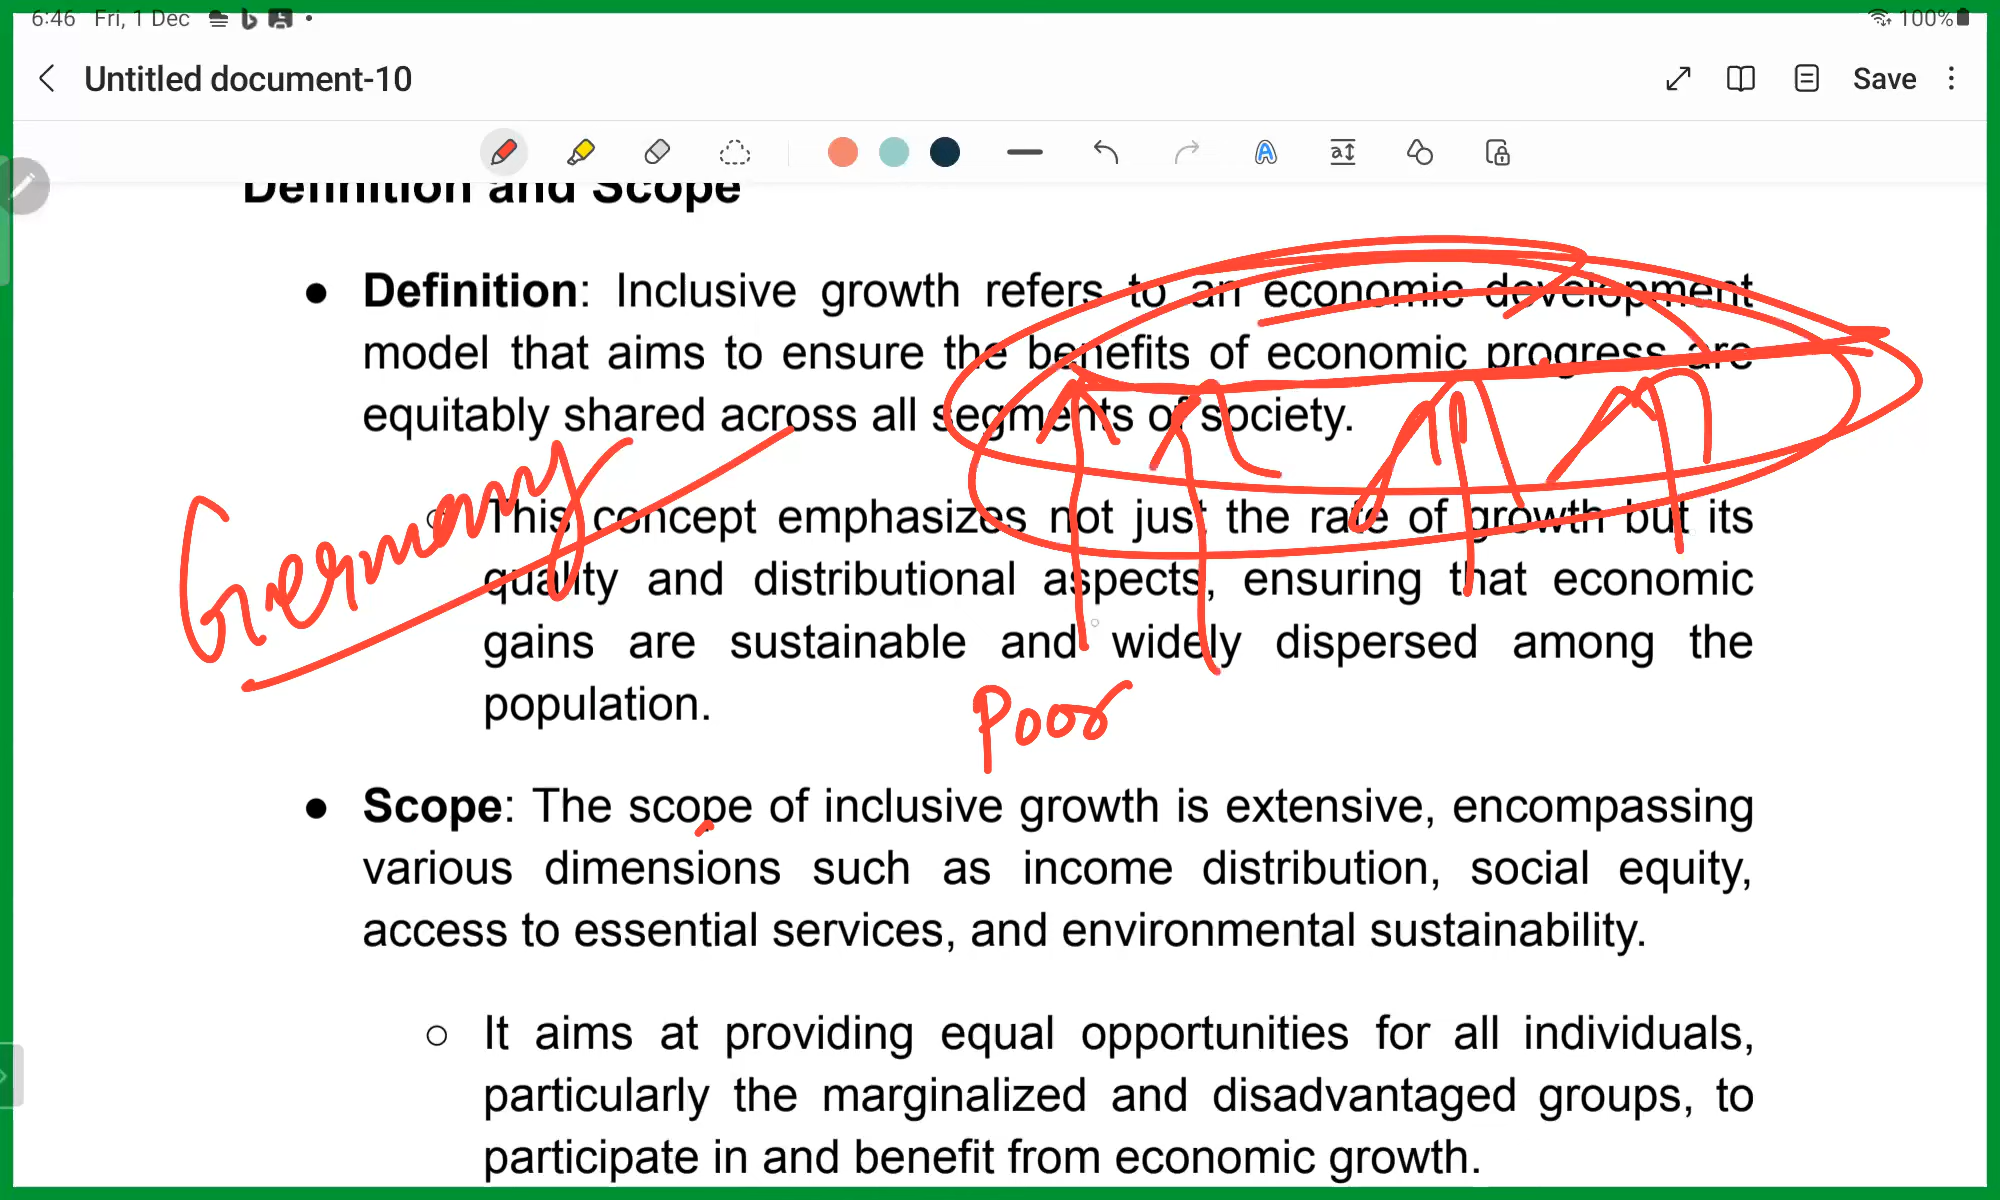 6:46 Fri, 1 Dec 100%
Untitled document-10 Save
Definition and Scope
● Definition: Inclusive growth refers to an economic development
model that aims to ensure the benefits of economic progress are
equitably shared across all segments of society.
Germany
○ This concept emphasizes not just the rate of growth but its
quality and distributional aspects, ensuring that economic
gains are sustainable and widely dispersed among the
population.
Poor
● Scope: The scope of inclusive growth is extensive, encompassing
various dimensions such as income distribution, social equity,
access to essential services, and environmental sustainability.
○ It aims at providing equal opportunities for all individuals,
particularly the marginalized and disadvantaged groups, to
participate in and benefit from economic growth.